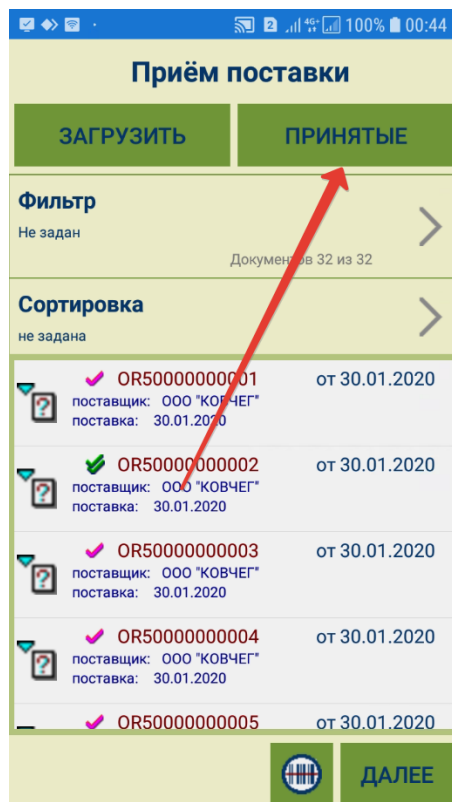 2 4G+ 100% 00:44
Приём поставки
ЗАГРУЗИТЬ ПРИНЯТЫЕ
Фильтр
Не задан
Документов 32 из 32
Сортировка
не задана
OR50000000001 от 30.01.2020
поставщик: ООО "КОВЧЕГ"
поставка: 30.01.2020
OR50000000002 от 30.01.2020
поставщик: ООО "КОВЧЕГ"
поставка: 30.01.2020
OR50000000003 от 30.01.2020
поставщик: ООО "КОВЧЕГ"
поставка: 30.01.2020
OR50000000004 от 30.01.2020
поставщик: ООО "КОВЧЕГ"
поставка: 30.01.2020
OR50000000005 от 30.01.2020
ДАЛЕЕ